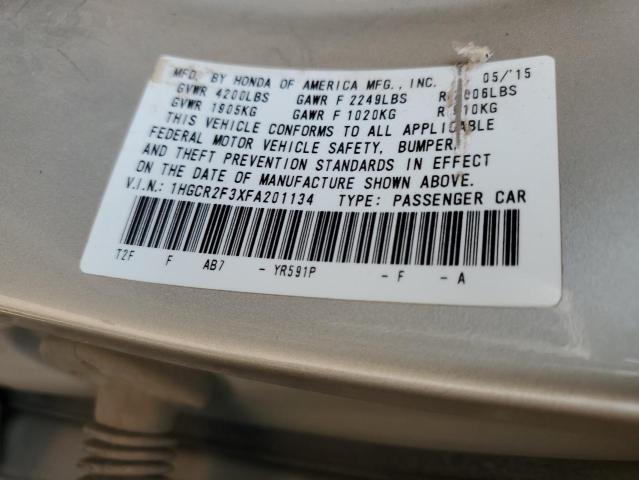 MFD. BY HONDA OF AMERICA MFG., INC. 05/'15
GVWR 4200LBS GAWR F 2249LBS
GVWR 1905KG GAWR F 1020KG
THIS VEHICLE CONFORMS TO ALL APPLICABLE
FEDERAL MOTOR VEHICLE SAFETY, BUMPER,
AND THEFT PREVENTION STANDARDS IN EFFECT
ON THE DATE OF MANUFACTURE SHOWN ABOVE.
V.I.N.: 1HGCR2F3XFA201134 TYPE: PASSENGER CAR
T2F F AB7 - YR591P - F - A